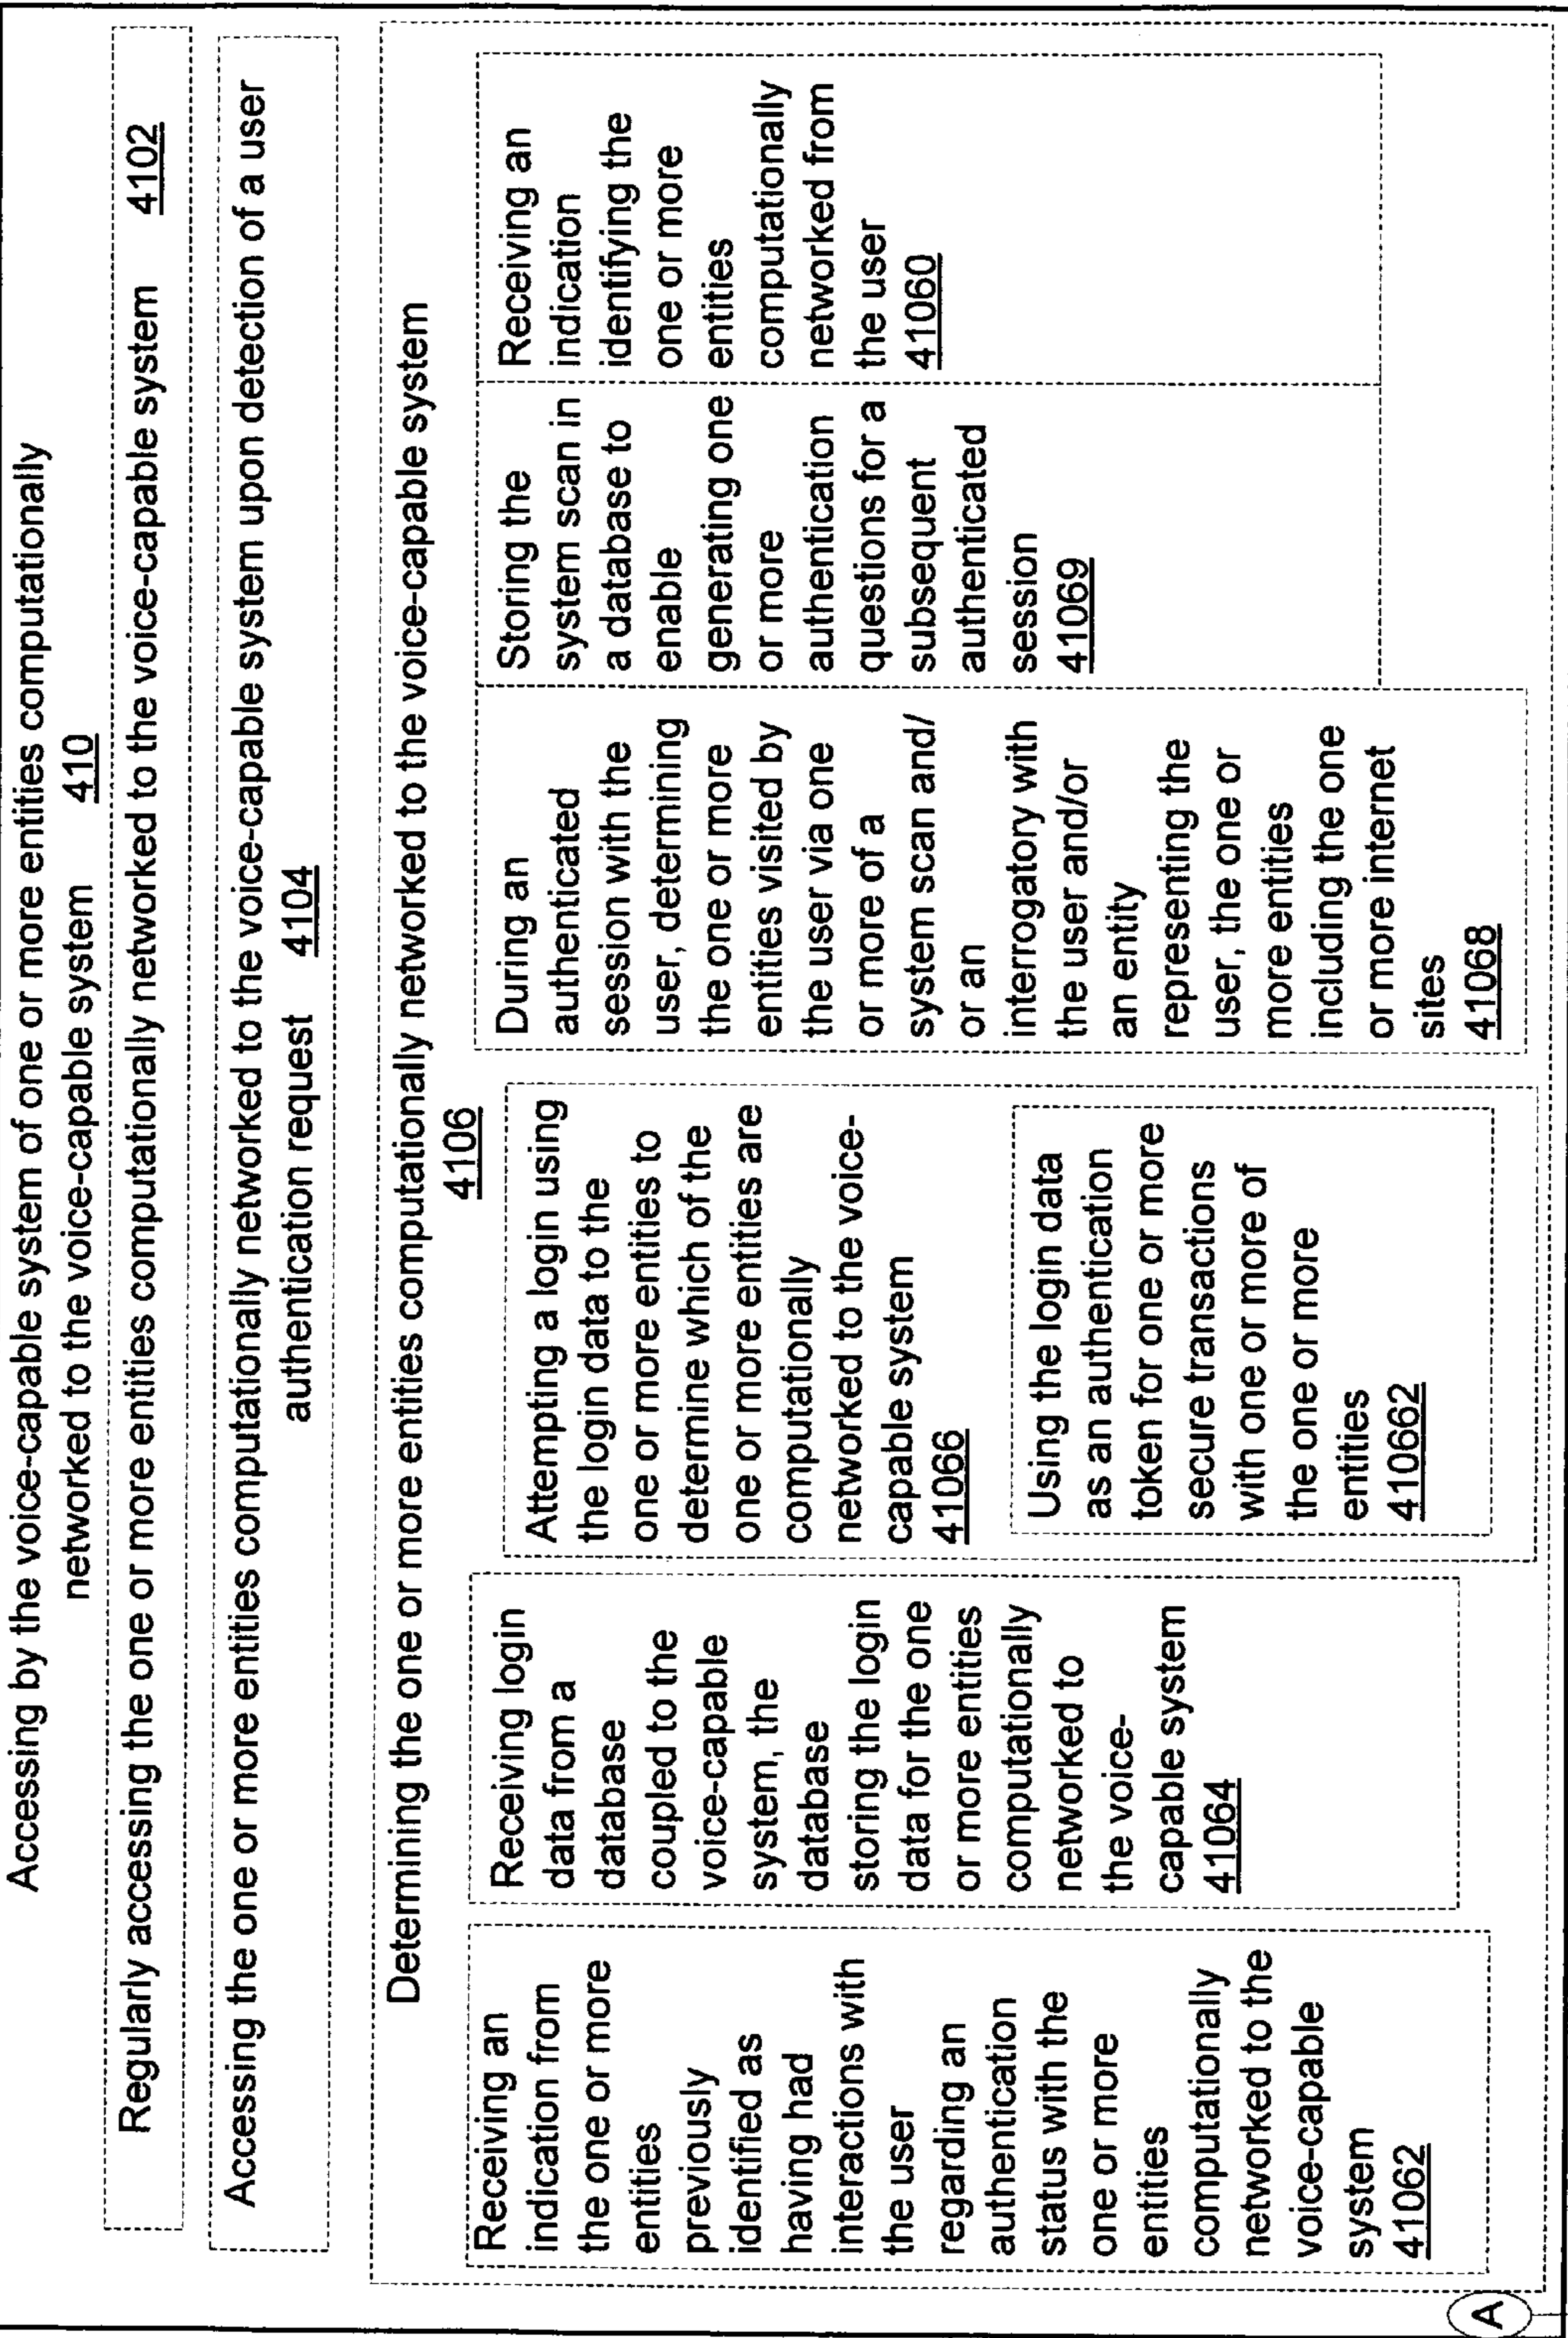 Accessing by the voice-capable system of one or more entities computationally
networked to the voice-capable system 410
Regularly accessing the one or more entities computationally networked to the voice-capable system 4102
Accessing the one or more entities computationally networked to the voice-capable system upon detection of a user
authentication request 4104
Determining the one or more entities computationally networked to the voice-capable system
4106
Receiving an
indication from
the one or more
entities
previously
identified as
having had
interactions with
the user
regarding an
authentication
status with the
one or more
entities
computationally
networked to the
voice-capable
system
41062
Receiving login
data from a
database
coupled to the
voice-capable
system, the
database
storing the login
data for the one
or more entities
computationally
networked to
the voice-
capable system
41064
Attempting a login using
the login data to the
one or more entities to
determine which of the
one or more entities are
computationally
networked to the voice-
capable system
41066
Using the login data
as an authentication
token for one or more
secure transactions
with one or more of
the one or more
entities
410662
During an
authenticated
session with the
user, determining
the one or more
entities visited by
the user via one
or more of a
system scan and/
or an
interrogatory with
the user and/or
an entity
representing the
user, the one or
more entities
including the one
or more internet
sites
41068
Storing the
system scan in
a database to
enable
generating one
or more
authentication
questions for a
subsequent
authenticated
session
41069
Receiving an
indication
identifying the
one or more
entities
computationally
networked from
the user
41060
A